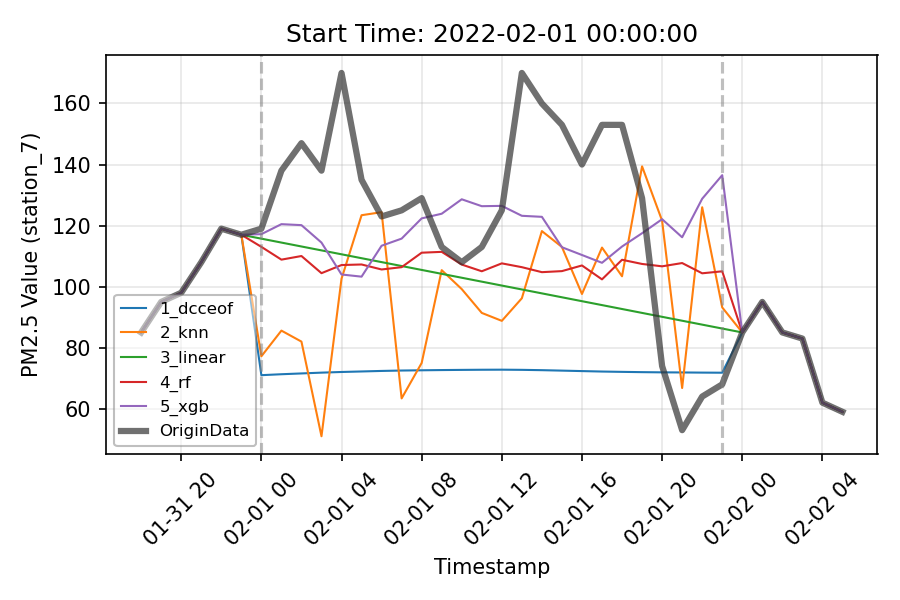 Start Time: 2022-02-01 00:00:00
PM2.5 Value (station_7)
160
140
120
100
80
60
1_dcceof
2_knn
3_linear
4_rf
5_xgb
OriginData
01-31 20
02-01 00
02-01 04
02-01 08
02-01 12
02-01 16
02-01 20
02-02 00
02-02 04
Timestamp